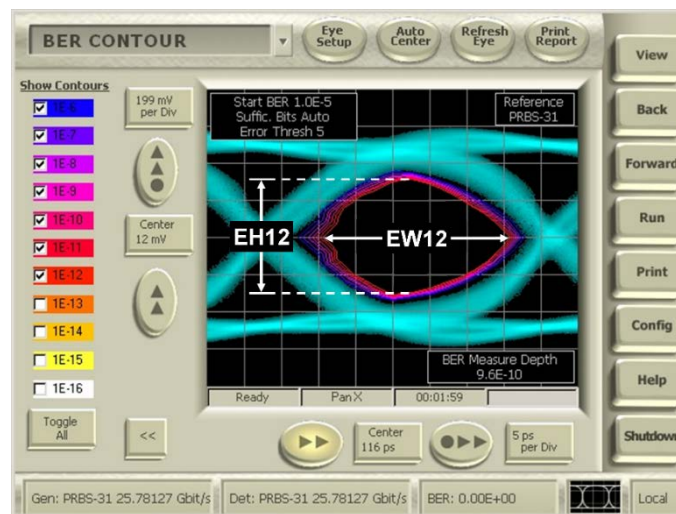 BER CONTOUR
Eye Setup
Auto Center
Refresh Eye
Print Report
View
Back
Forward
Run
Print
Config
Help
Shutdown
Show Contours
1E-6
1E-7
1E-8
1E-9
1E-10
1E-11
1E-12
1E-13
1E-14
1E-15
1E-16
Toggle All
199 mV per Div
Center 12 mV
<<
Start BER 1.0E-5
Suffic. Bits Auto
Error Thresh 5
Reference
PRBS-31
EH12
EW12
BER Measure Depth
9.6E-10
Ready
Pan X
00:01:59
Center 116 ps
5 ps per Div
Gen: PRBS-31 25.78127 Gbit/s
Det: PRBS-31 25.78127 Gbit/s
BER: 0.00E+00
Local